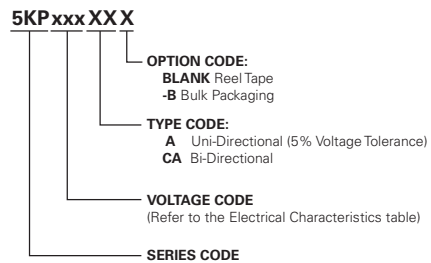 5KPxxxXXX
OPTION CODE:
BLANK Reel Tape
-B Bulk Packaging
TYPE CODE:
A Uni-Directional (5% Voltage Tolerance)
CA Bi-Directional
VOLTAGE CODE
(Refer to the Electrical Characteristics table)
SERIES CODE